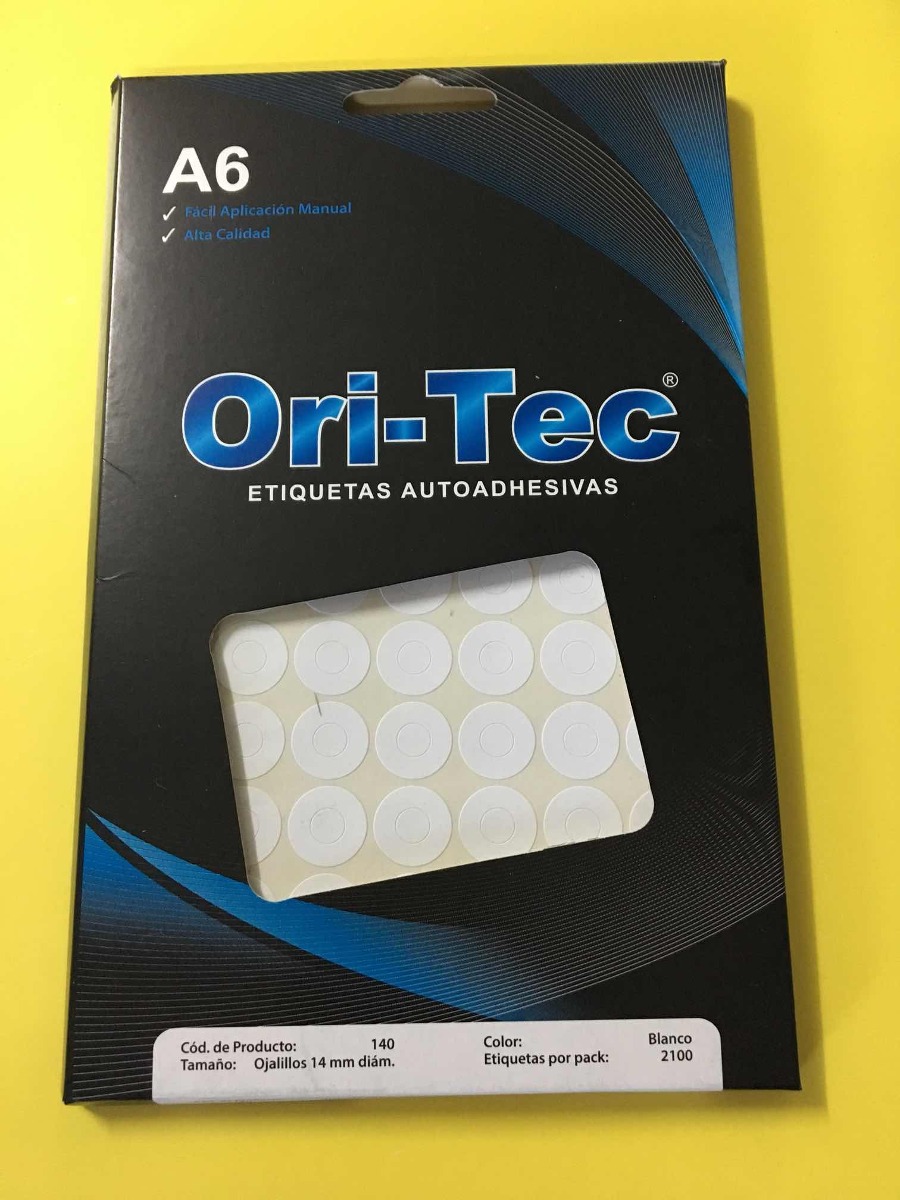 A6
✓ Fácil Aplicación Manual
✓ Alta Calidad
Ori-Tec®
ETIQUETAS AUTOADHESIVAS
Cód. de Producto: 140
Tamaño: Ojalillos 14 mm diám.
Color: Blanco
Etiquetas por pack: 2100